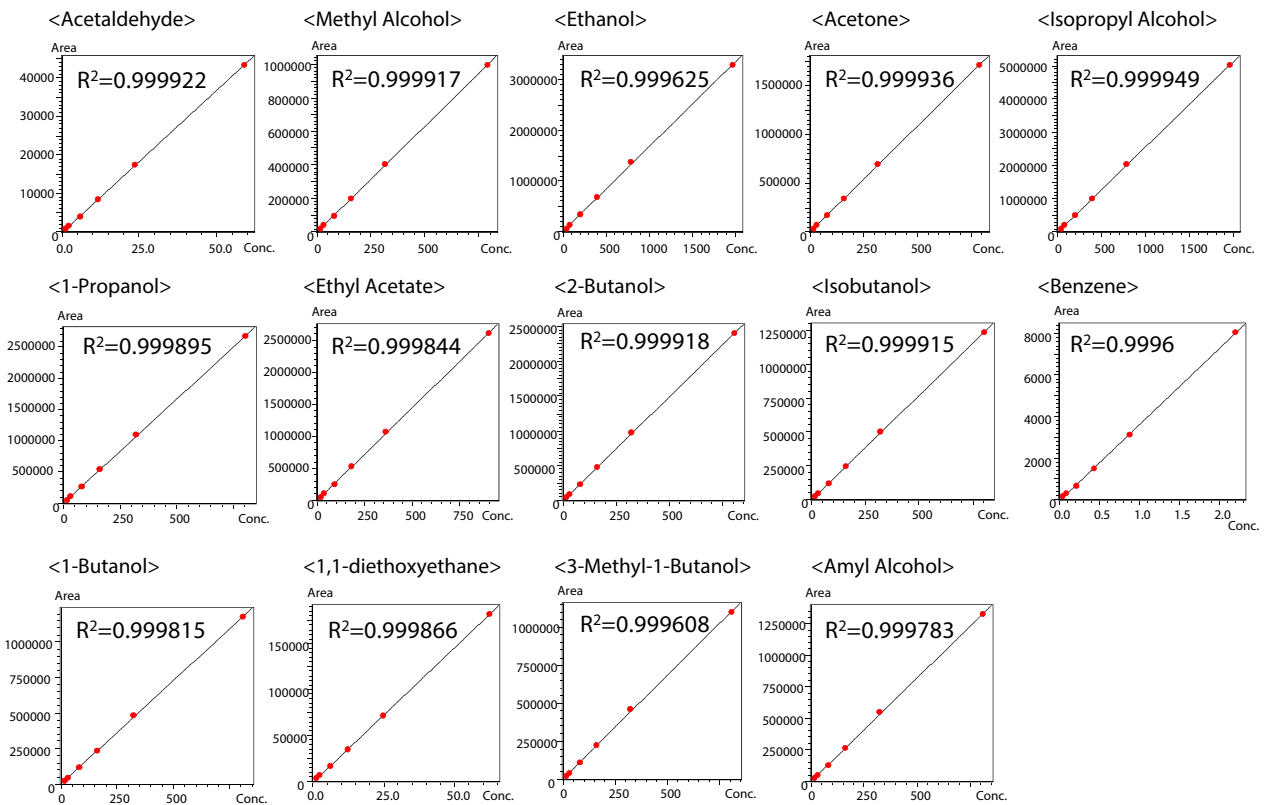 <Acetaldehyde>
Area
R²=0.999922
40000
30000
20000
10000
0
0.0 25.0 50.0 Conc.
<Methyl Alcohol>
Area
R²=0.999917
1000000
800000
600000
400000
200000
0
0 250 500 Conc.
<Ethanol>
R²=0.999625
3000000
2000000
1000000
0
0 500 1000 1500 Conc.
<Acetone>
Area
R²=0.999936
1500000
1000000
500000
0
0 250 500 Conc.
<Isopropyl Alcohol>
Area
R²=0.999949
5000000
4000000
3000000
2000000
1000000
0
0 500 1000 1500 Conc.
<1-Propanol>
Area
R²=0.999895
2500000
2000000
1500000
1000000
500000
0
0 250 500 Conc.
<Ethyl Acetate>
Area
R²=0.999844
2500000
2000000
1500000
1000000
500000
0
0 250 500 750 Conc.
<2-Butanol>
Area
R²=0.999918
2500000
2000000
1500000
1000000
500000
0
0 250 500 Conc.
<Isobutanol>
Area
R²=0.999915
1250000
1000000
750000
500000
250000
0
0 250 500 Conc.
<Benzene>
Area
R²=0.9996
8000
6000
4000
2000
0
0.0 0.5 1.0 1.5 2.0
Conc.
<1-Butanol>
Area
R²=0.999815
1000000
750000
500000
250000
0
0 250 500 Conc.
<1,1-diethoxyethane>
Area
R²=0.999866
150000
100000
50000
0
0.0 25.0 50.0 Conc.
<3-Methyl-1-Butanol>
Area
R²=0.999608
1000000
750000
500000
250000
0
0 250 500 Conc.
<Amyl Alcohol>
Area
R²=0.999783
1250000
1000000
750000
500000
250000
0
0 250 500 Conc.